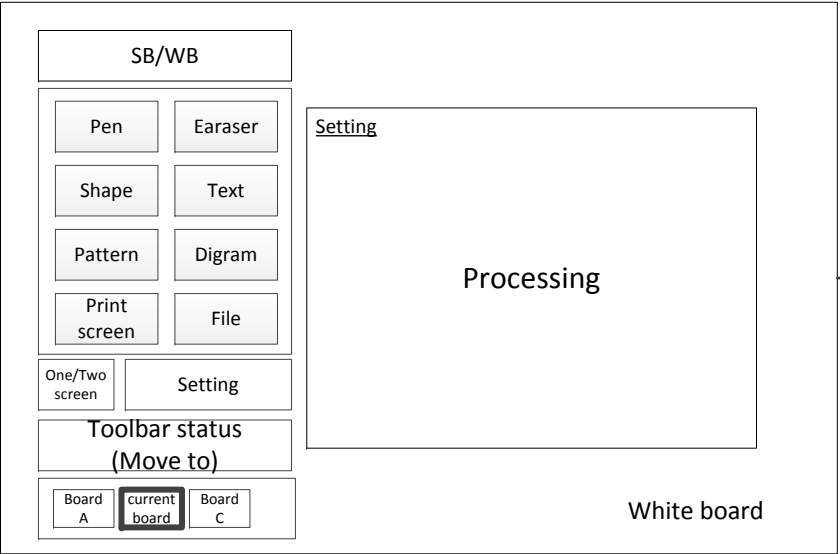 SB/WB
Pen
Earaser
Shape
Text
Pattern
Digram
Print
screen
File
One/Two
screen
Setting
Toolbar status
(Move to)
Board
A
current
board
Board
C
Setting
Processing
White board